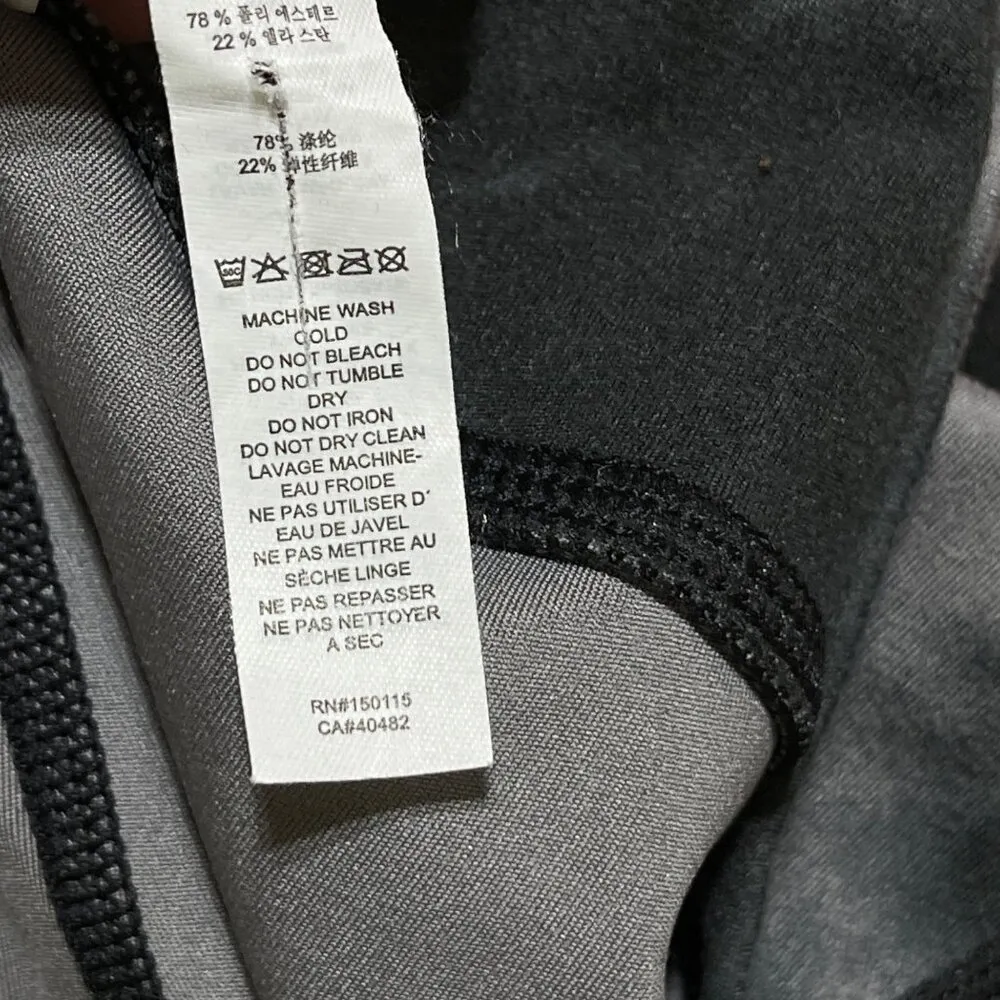 78 % 폴리 에스테르
22 % 엘라 스탄
78% 涤纶
22% 弹性纤维
30C
MACHINE WASH
COLD
DO NOT BLEACH
DO NOT TUMBLE
DRY
DO NOT IRON
DO NOT DRY CLEAN
LAVAGE MACHINE-
EAU FROIDE
NE PAS UTILISER D'
EAU DE JAVEL
NE PAS METTRE AU
SÈCHE LINGE
NE PAS REPASSER
NE PAS NETTOYER
A SEC
RN#150115
CA#40482